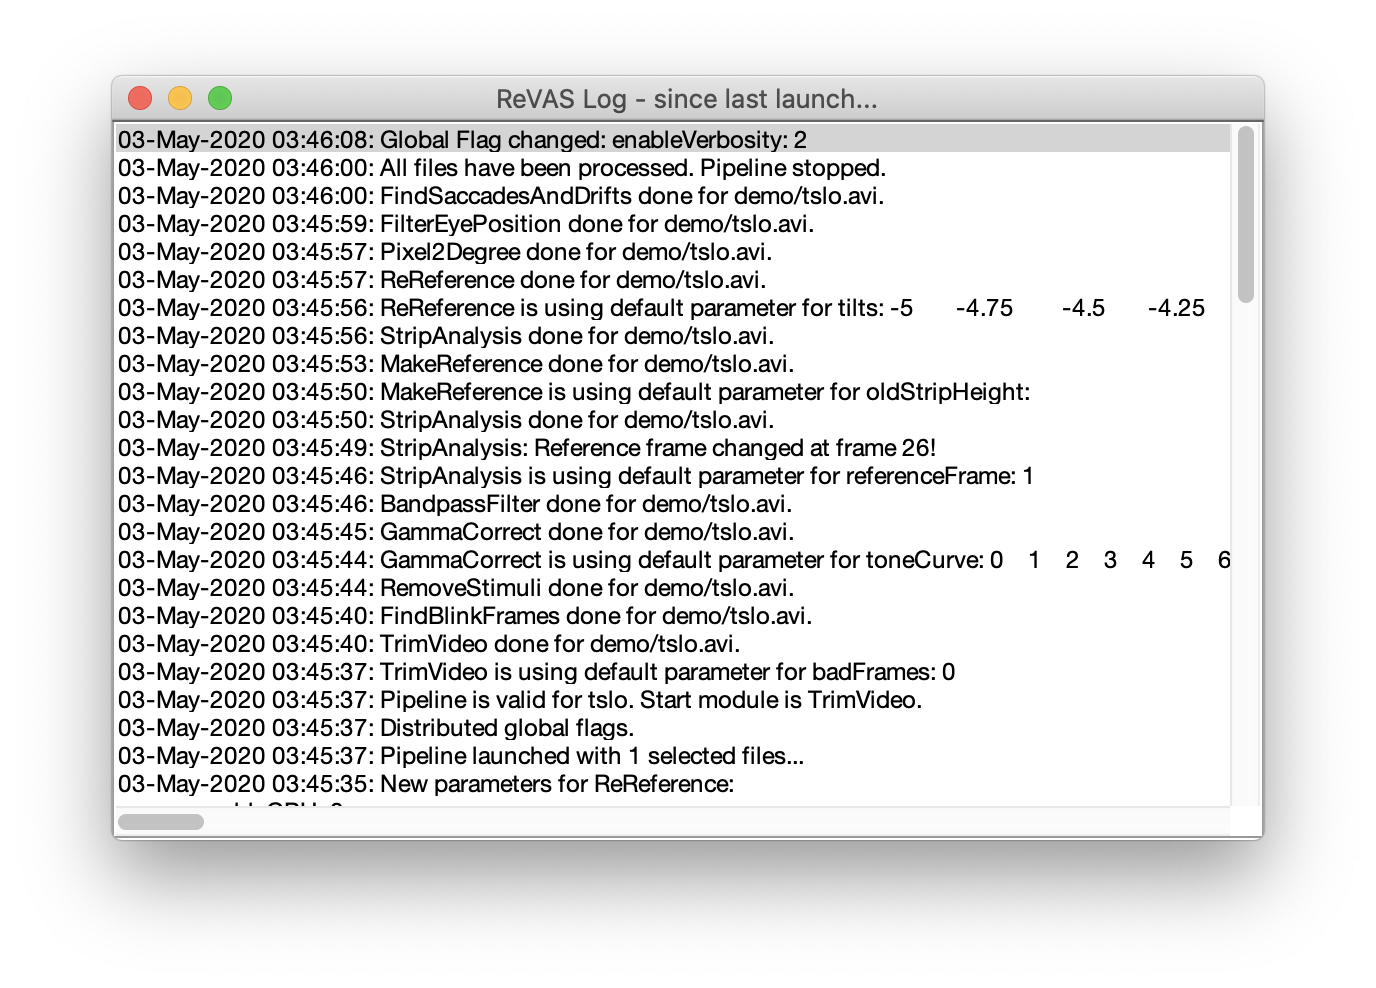 ReVAS Log - since last launch...
03-May-2020 03:46:08: Global Flag changed: enableVerbosity: 2
03-May-2020 03:46:00: All files have been processed. Pipeline stopped.
03-May-2020 03:46:00: FindSaccadesAndDrifts done for demo/tslo.avi.
03-May-2020 03:45:59: FilterEyePosition done for demo/tslo.avi.
03-May-2020 03:45:57: Pixel2Degree done for demo/tslo.avi.
03-May-2020 03:45:57: ReReference done for demo/tslo.avi.
03-May-2020 03:45:56: ReReference is using default parameter for tilts: -5 -4.75 -4.5 -4.25
03-May-2020 03:45:56: StripAnalysis done for demo/tslo.avi.
03-May-2020 03:45:53: MakeReference done for demo/tslo.avi.
03-May-2020 03:45:50: MakeReference is using default parameter for oldStripHeight:
03-May-2020 03:45:50: StripAnalysis done for demo/tslo.avi.
03-May-2020 03:45:49: StripAnalysis: Reference frame changed at frame 26!
03-May-2020 03:45:46: StripAnalysis is using default parameter for referenceFrame: 1
03-May-2020 03:45:46: BandpassFilter done for demo/tslo.avi.
03-May-2020 03:45:45: GammaCorrect done for demo/tslo.avi.
03-May-2020 03:45:44: GammaCorrect is using default parameter for toneCurve: 0 1 2 3 4 5 6
03-May-2020 03:45:44: RemoveStimuli done for demo/tslo.avi.
03-May-2020 03:45:40: FindBlinkFrames done for demo/tslo.avi.
03-May-2020 03:45:40: TrimVideo done for demo/tslo.avi.
03-May-2020 03:45:37: TrimVideo is using default parameter for badFrames: 0
03-May-2020 03:45:37: Pipeline is valid for tslo. Start module is TrimVideo.
03-May-2020 03:45:37: Distributed global flags.
03-May-2020 03:45:37: Pipeline launched with 1 selected files...
03-May-2020 03:45:35: New parameters for ReReference: